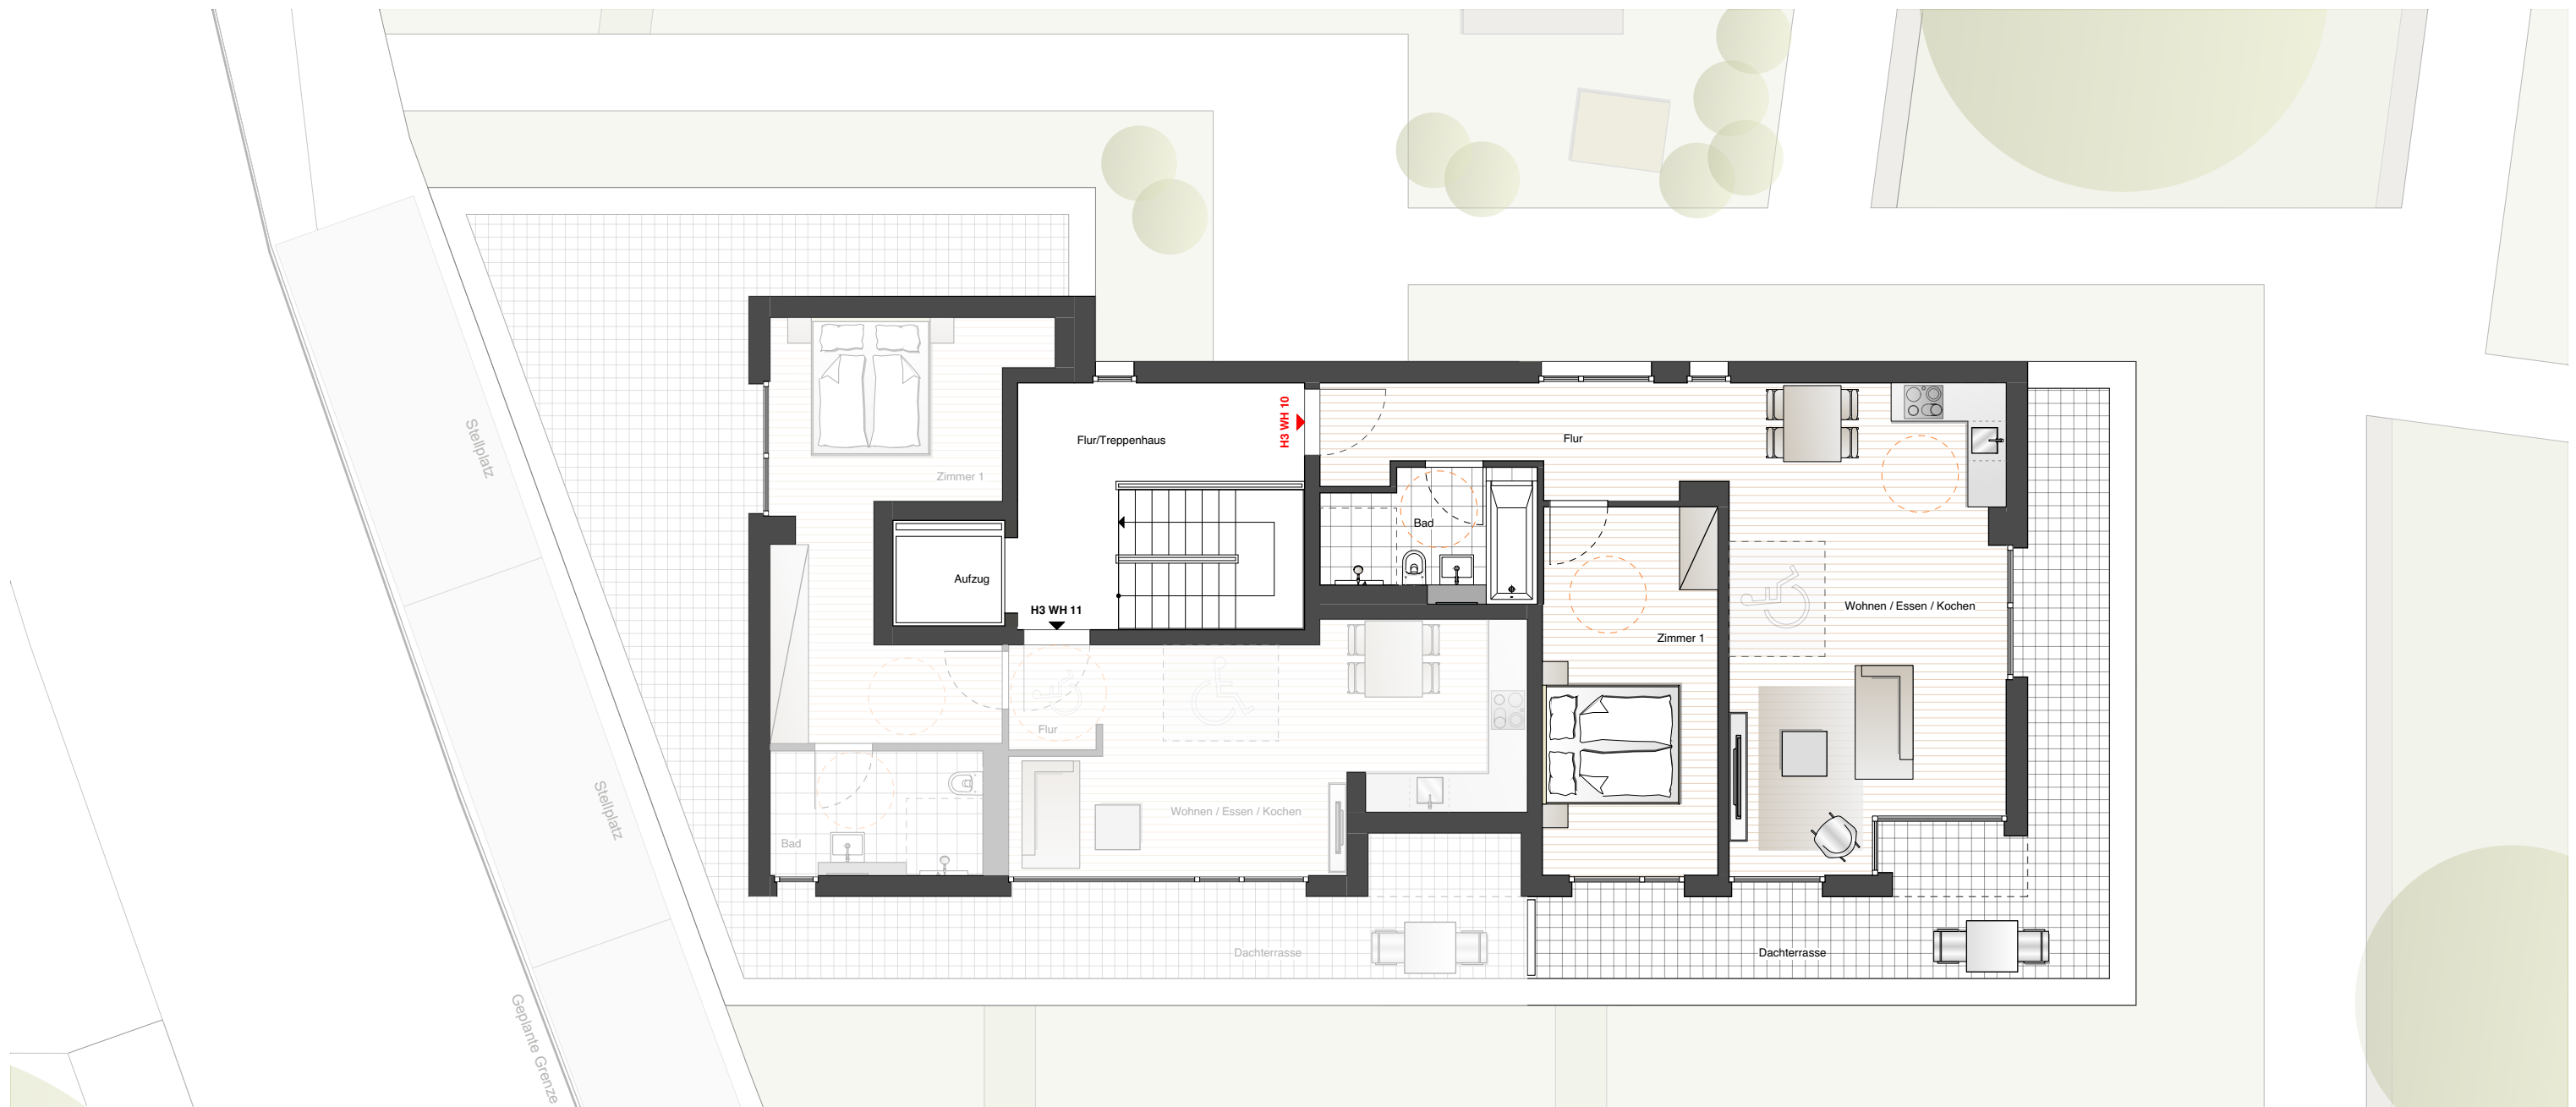 Stellplatz
Zimmer 1
Flur/Treppenhaus
H3 WH 10
Flur
Bad
Aufzug
H3 WH 11
Wohnen / Essen / Kochen
Zimmer 1
Flur
Stellplatz
Wohnen / Essen / Kochen
Bad
Dachterrasse
Dachterrasse
Geplante Grenze